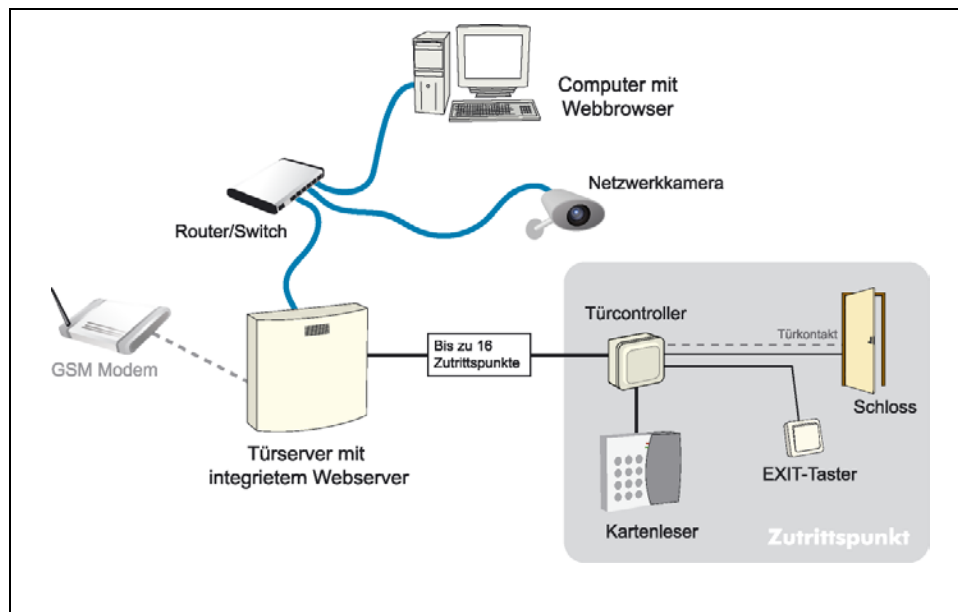 Computer mit
Webbrowser
Netzwerkkamera
Router/Switch
Türcontroller
Türkontakt
Bis zu 16
Zutrittspunkte
GSM Modem
Schloss
Türserver mit
integrietem Webserver
EXIT-Taster
Kartenleser
Zutrittspunkt